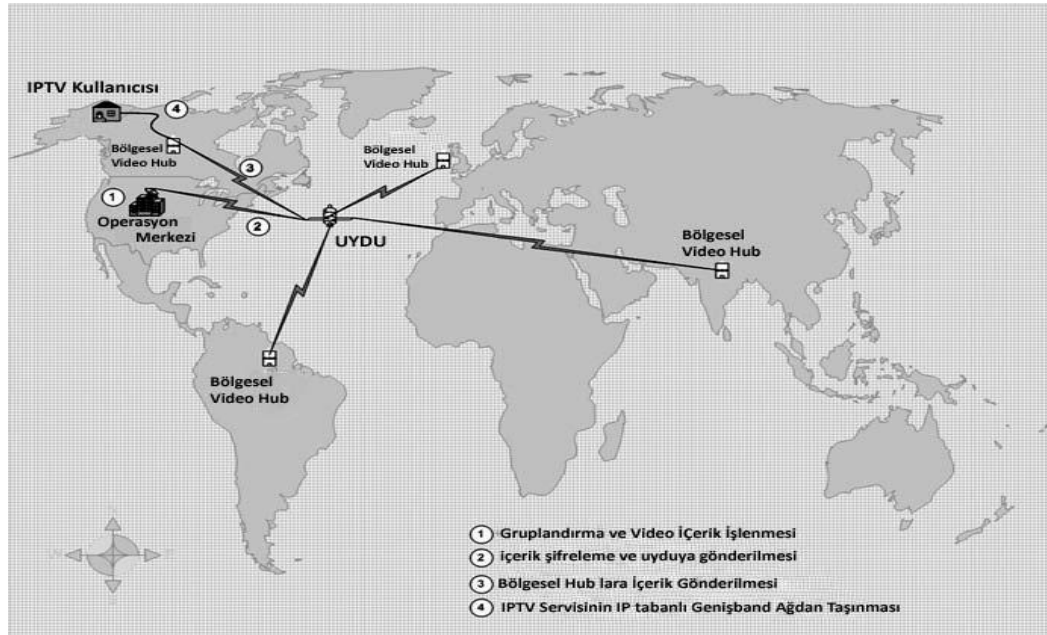 IPTV Kullanıcısı
4
Bölgesel
Video Hub
3
Bölgesel
Video Hub
1
Operasyon
Merkezi
2
UYDU
Bölgesel
Video Hub
Bölgesel
Video Hub
1 Gruplandırma ve Video İÇerik İşlenmesi
2 içerik şifreleme ve uyduya gönderilmesi
3 Bölgesel Hub lara İçerik Gönderilmesi
4 IPTV Servisinin IP tabanlı Genişband Ağdan Taşınması